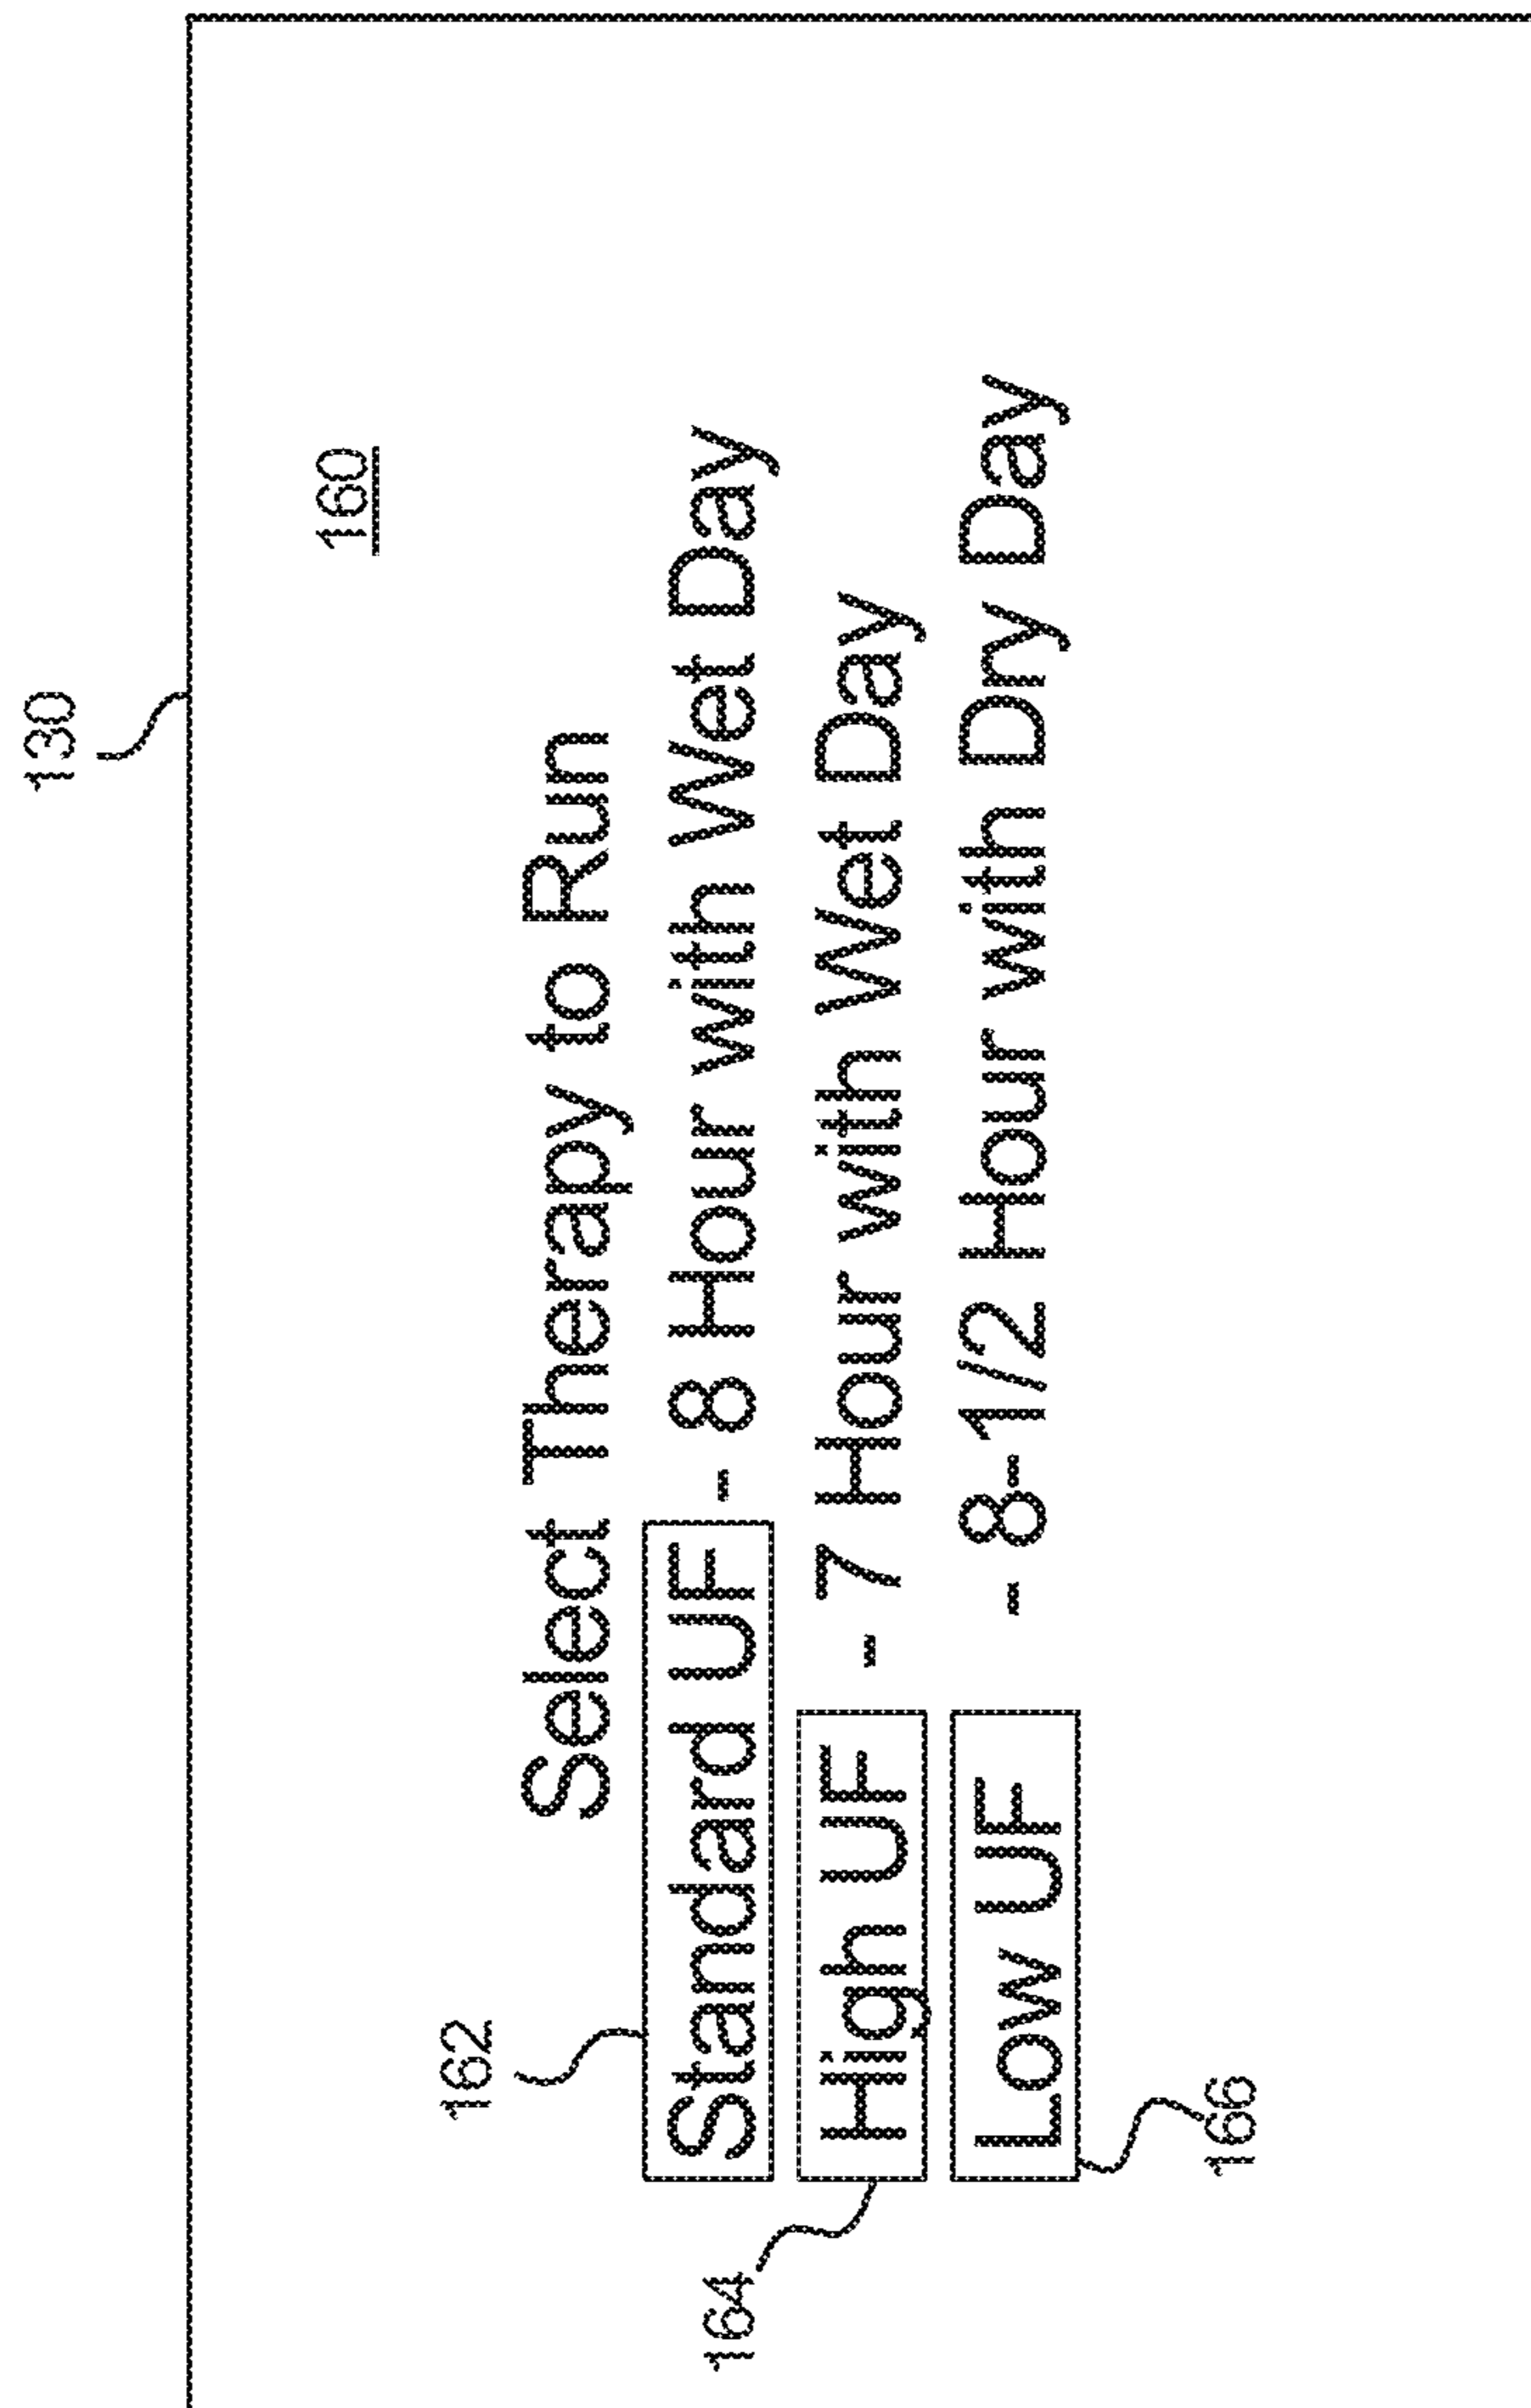 130
160
Select Therapy to Run
162
Standard UF - 8 Hour with Wet Day
164
High UF - 7 Hour with Wet Day
Low UF - 8-1/2 Hour with Dry Day
166